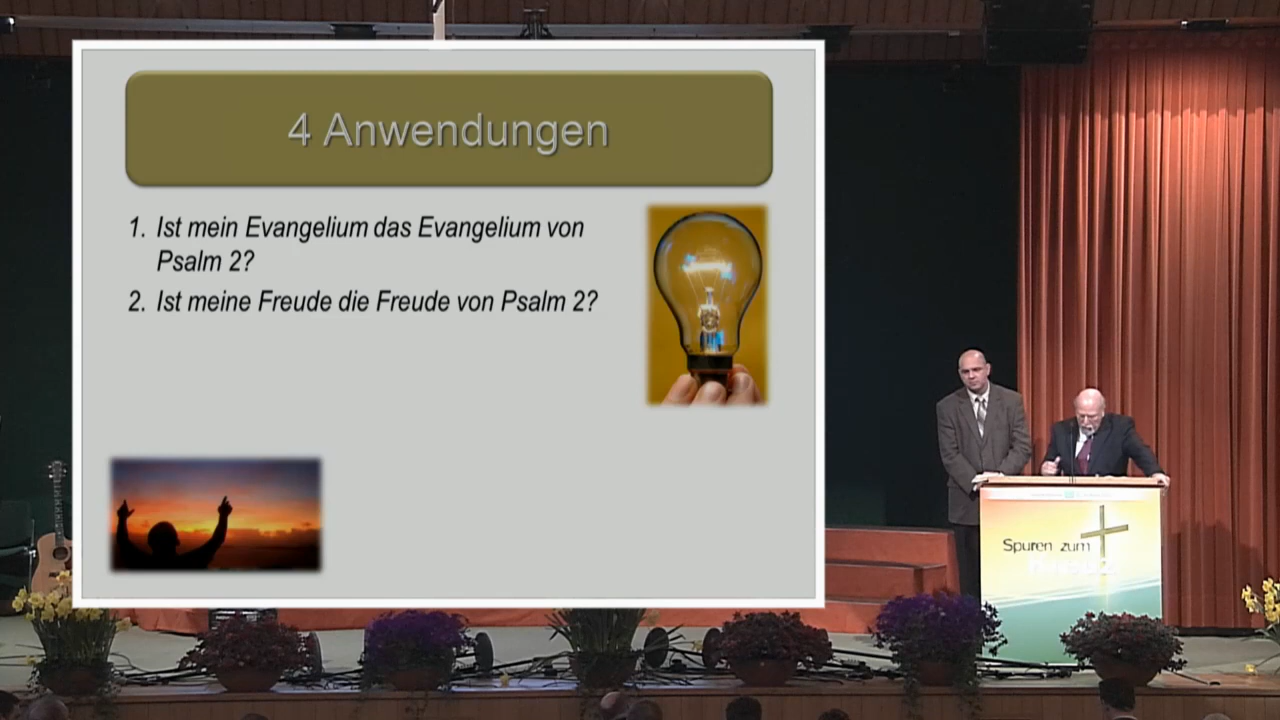 4 Anwendungen
1. Ist mein Evangelium das Evangelium von
Psalm 2?
2. Ist meine Freude die Freude von Psalm 2?
Spuren zum